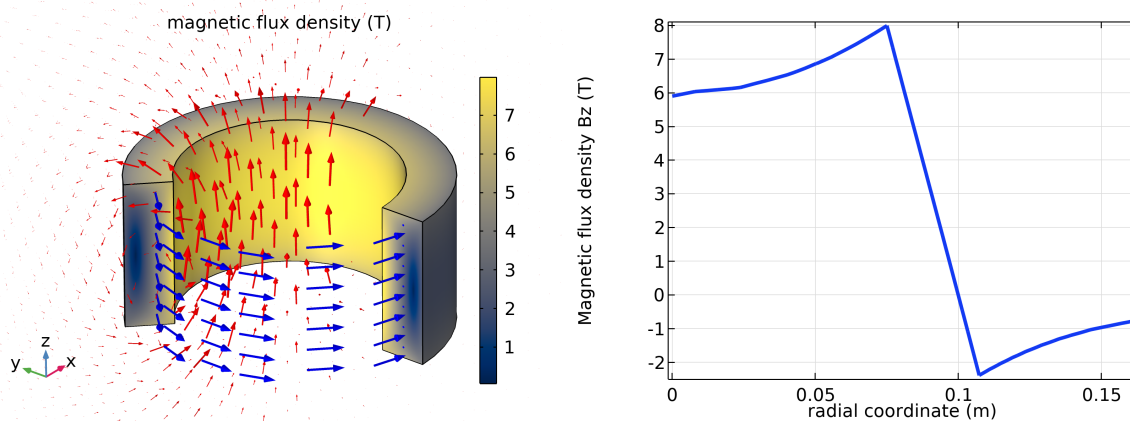 magnetic flux density (T)
7
6
5
4
3
2
1
z
y
x
Magnetic flux density Bz (T)
8
7
6
5
4
3
2
1
0
-1
-2
0 0.05 0.1 0.15
radial coordinate (m)